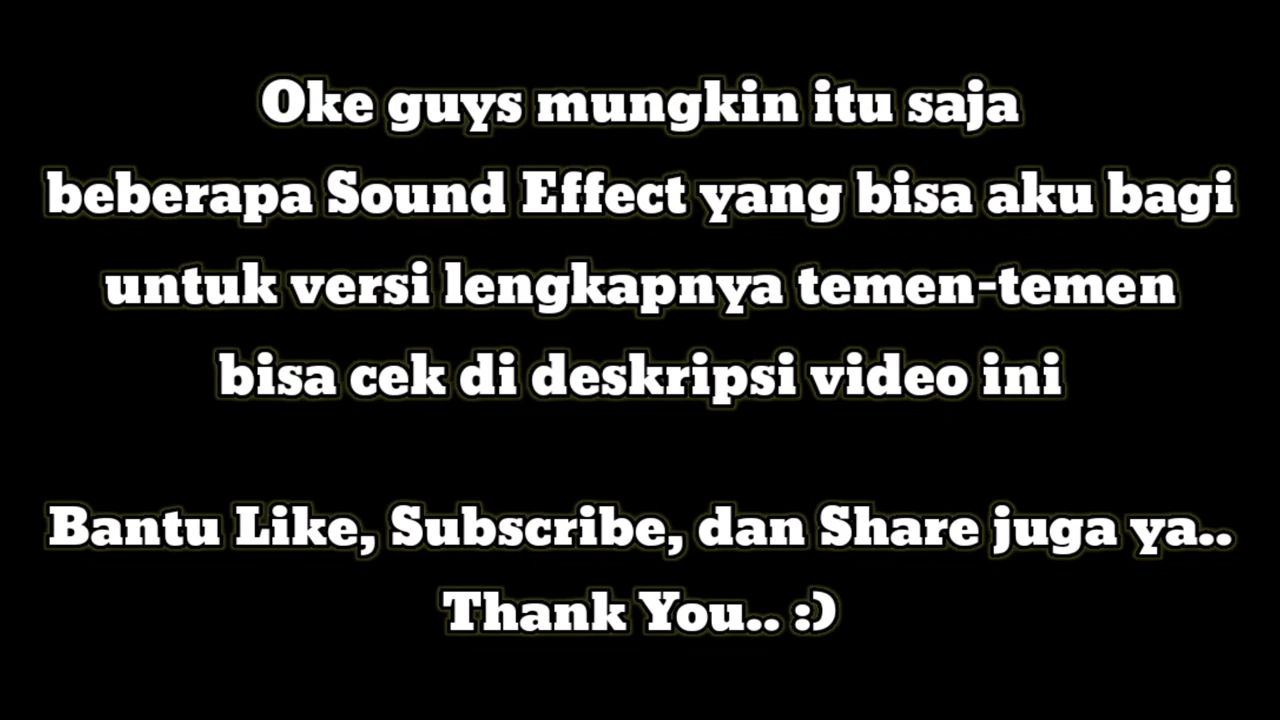 Oke guys mungkin itu saja
beberapa Sound Effect yang bisa aku bagi
untuk versi lengkapnya temen-temen
bisa cek di deskripsi video ini
Bantu Like, Subscribe, dan Share juga ya..
Thank You.. :)